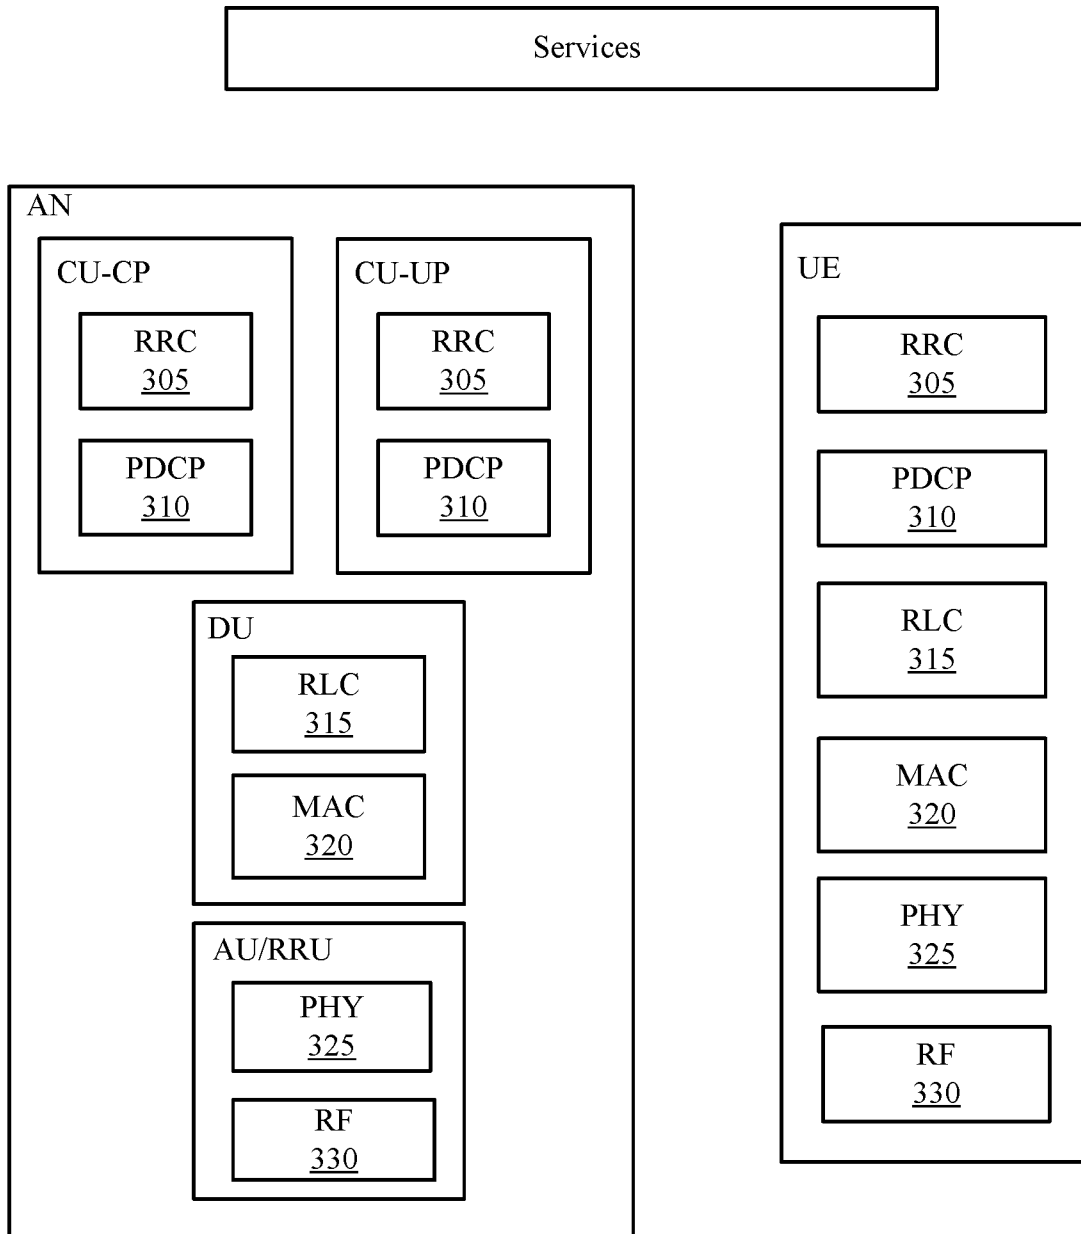 Services
AN
CU-CP
RRC
305
PDCP
310
CU-UP
RRC
305
PDCP
310
DU
RLC
315
MAC
320
AU/RRU
PHY
325
RF
330
UE
RRC
305
PDCP
310
RLC
315
MAC
320
PHY
325
RF
330